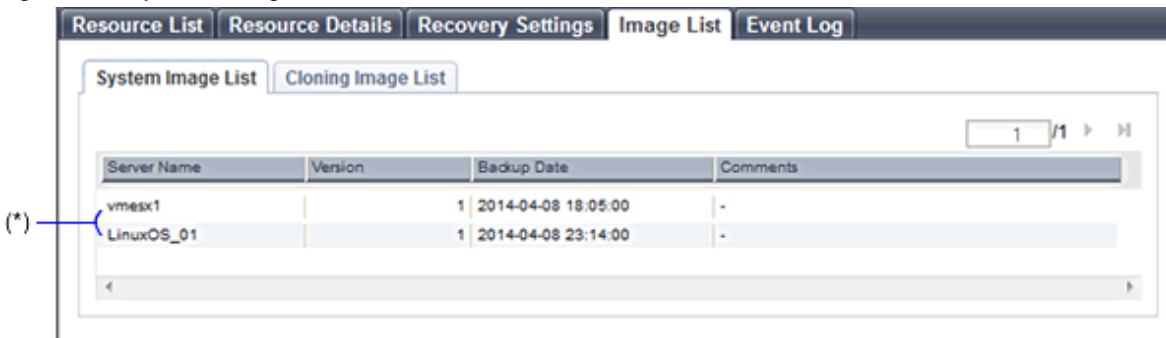 Resource List Resource Details Recovery Settings Image List Event Log
System Image List Cloning Image List
1 /1
Server Name Version Backup Date Comments
vmesx1 1 2014-04-08 18:05:00 -
(*)
LinuxOS_01 1 2014-04-08 23:14:00 -